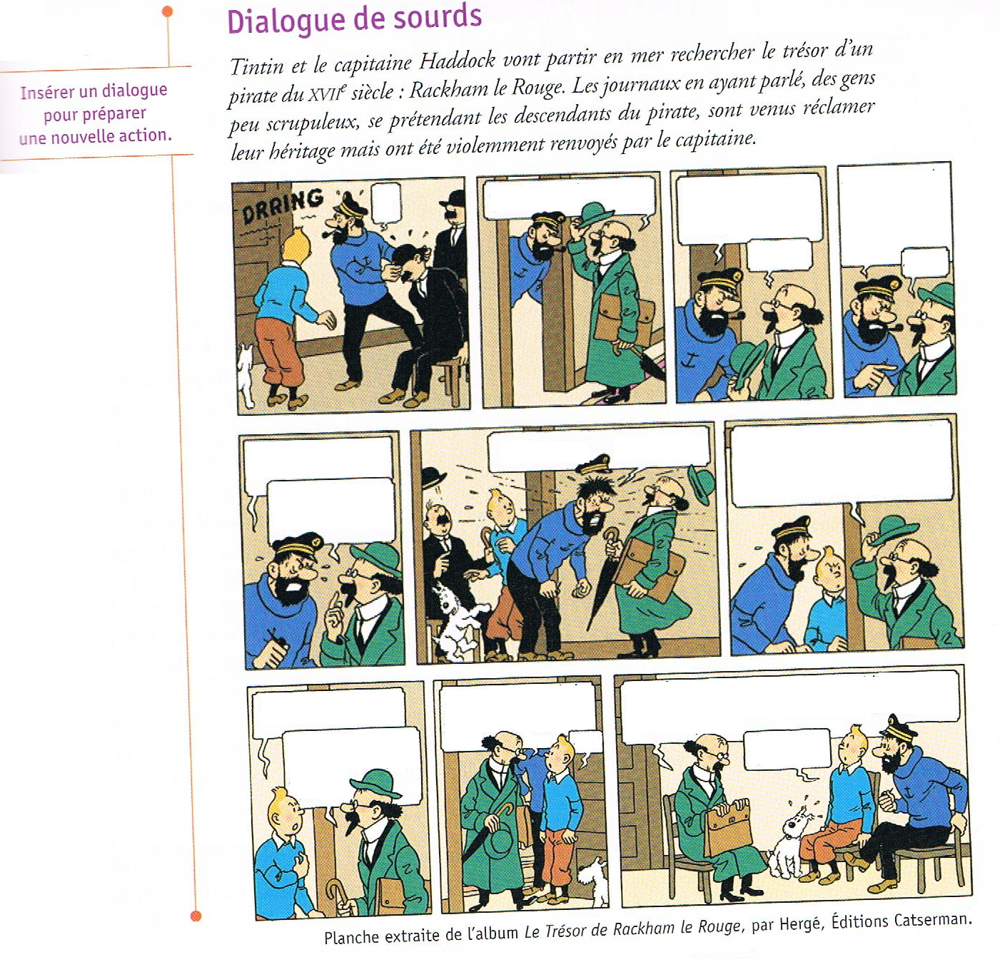 Dialogue de sourds
Tintin et le capitaine Haddock vont partir en mer rechercher le trésor d'un
pirate du XVIIe siècle : Rackham le Rouge. Les journaux en ayant parlé, des gens
peu scrupuleux, se prétendant les descendants du pirate, sont venus réclamer
leur héritage mais ont été violemment renvoyés par le capitaine.
Insérer un dialogue
pour préparer
une nouvelle action.
DRRING
Planche extraite de l'album Le Trésor de Rackham le Rouge, par Hergé, Éditions Catserman.